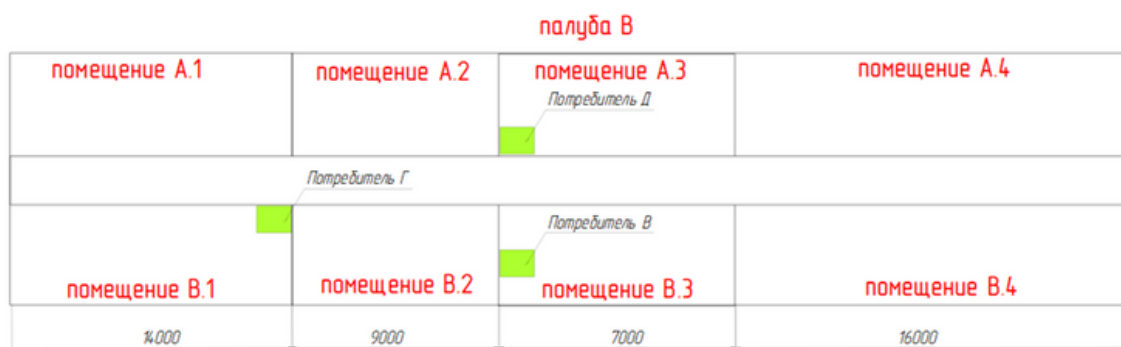 палуба В
помещение А.1
помещение А.2
помещение А.3
помещение А.4
Потребитель Д
Потребитель Г
Потребитель В
помещение В.1
помещение В.2
помещение В.3
помещение В.4
14000
9000
7000
16000